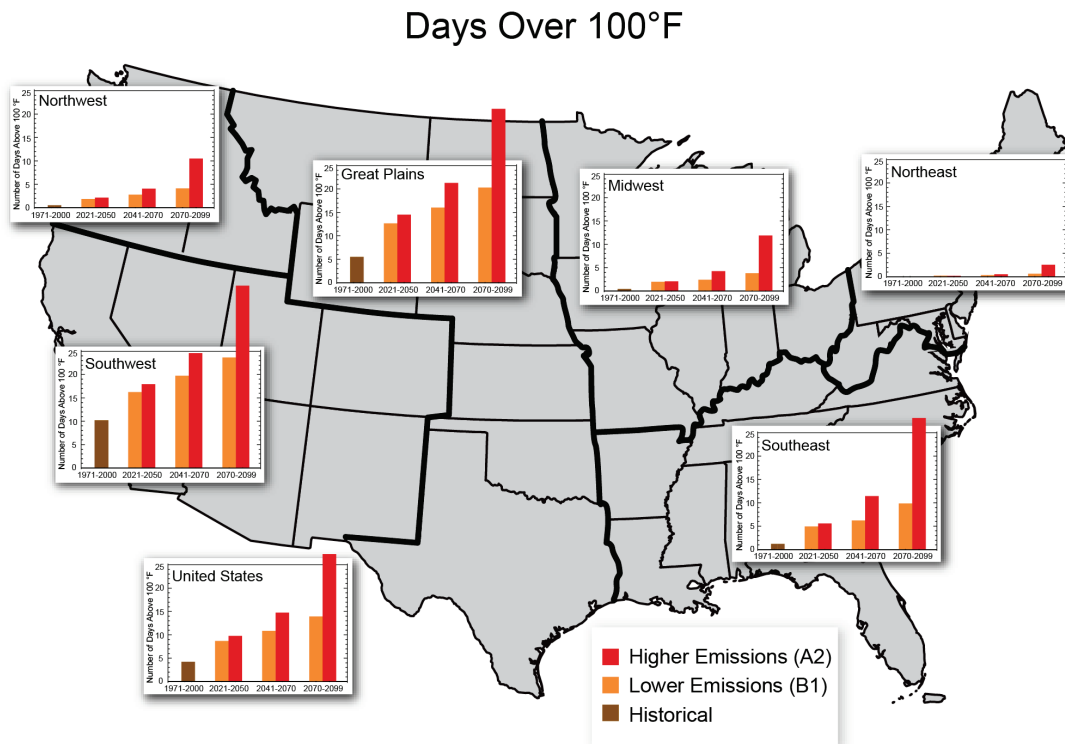 Days Over 100°F
Northwest
Number of Days Above 100 °F
25
20
15
10
5
0
1971-2000 2021-2050 2041-2070 2070-2099
Great Plains
Number of Days Above 100 °F
25
20
15
10
5
0
1971-2000 2021-2050 2041-2070 2070-2099
Midwest
Number of Days Above 100 °F
25
20
15
10
5
0
1971-2000 2021-2050 2041-2070 2070-2099
Northeast
Number of Days Above 100 °F
25
20
15
10
5
0
1971-2000 2021-2050 2041-2070 2070-2099
Southwest
Number of Days Above 100 °F
25
20
15
10
5
0
1971-2000 2021-2050 2041-2070 2070-2099
Southeast
Number of Days Above 100 °F
25
20
15
10
5
0
1971-2000 2021-2050 2041-2070 2070-2099
United States
Number of Days Above 100 °F
25
20
15
10
5
0
1971-2000 2021-2050 2041-2070 2070-2099
Higher Emissions (A2)
Lower Emissions (B1)
Historical